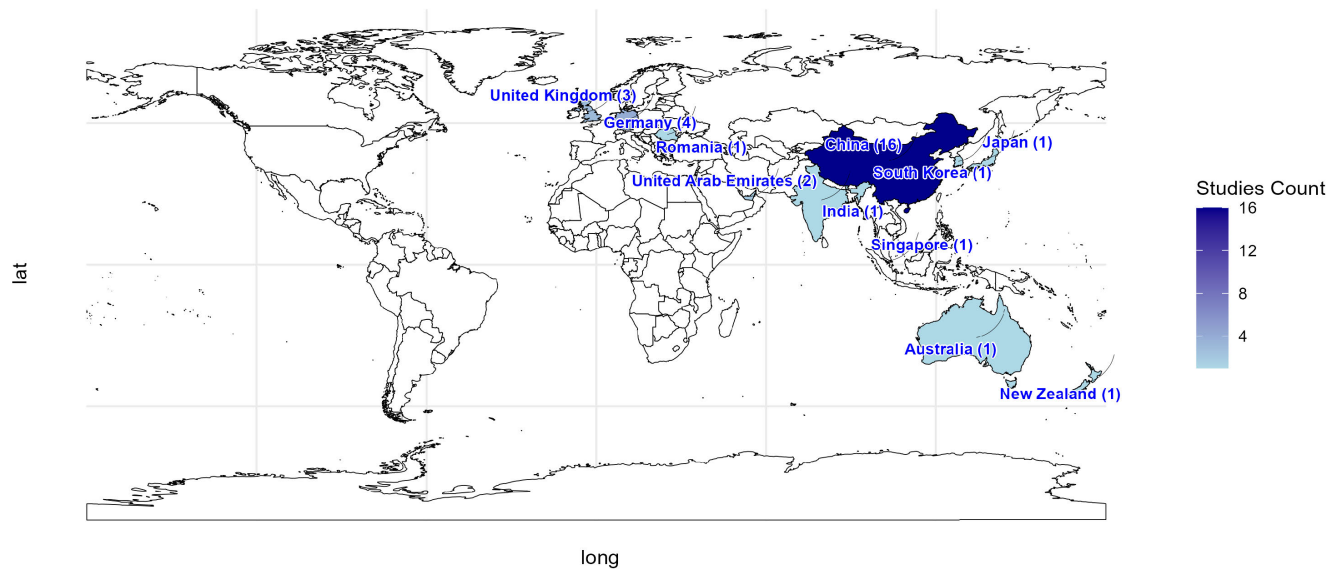 United Kingdom (3)
Germany (4)
Romania (1)
China (16)
Japan (1)
South Korea (1)
United Arab Emirates (2)
India (1)
Singapore (1)
Australia (1)
New Zealand (1)
lat
long
Studies Count
16
12
8
4